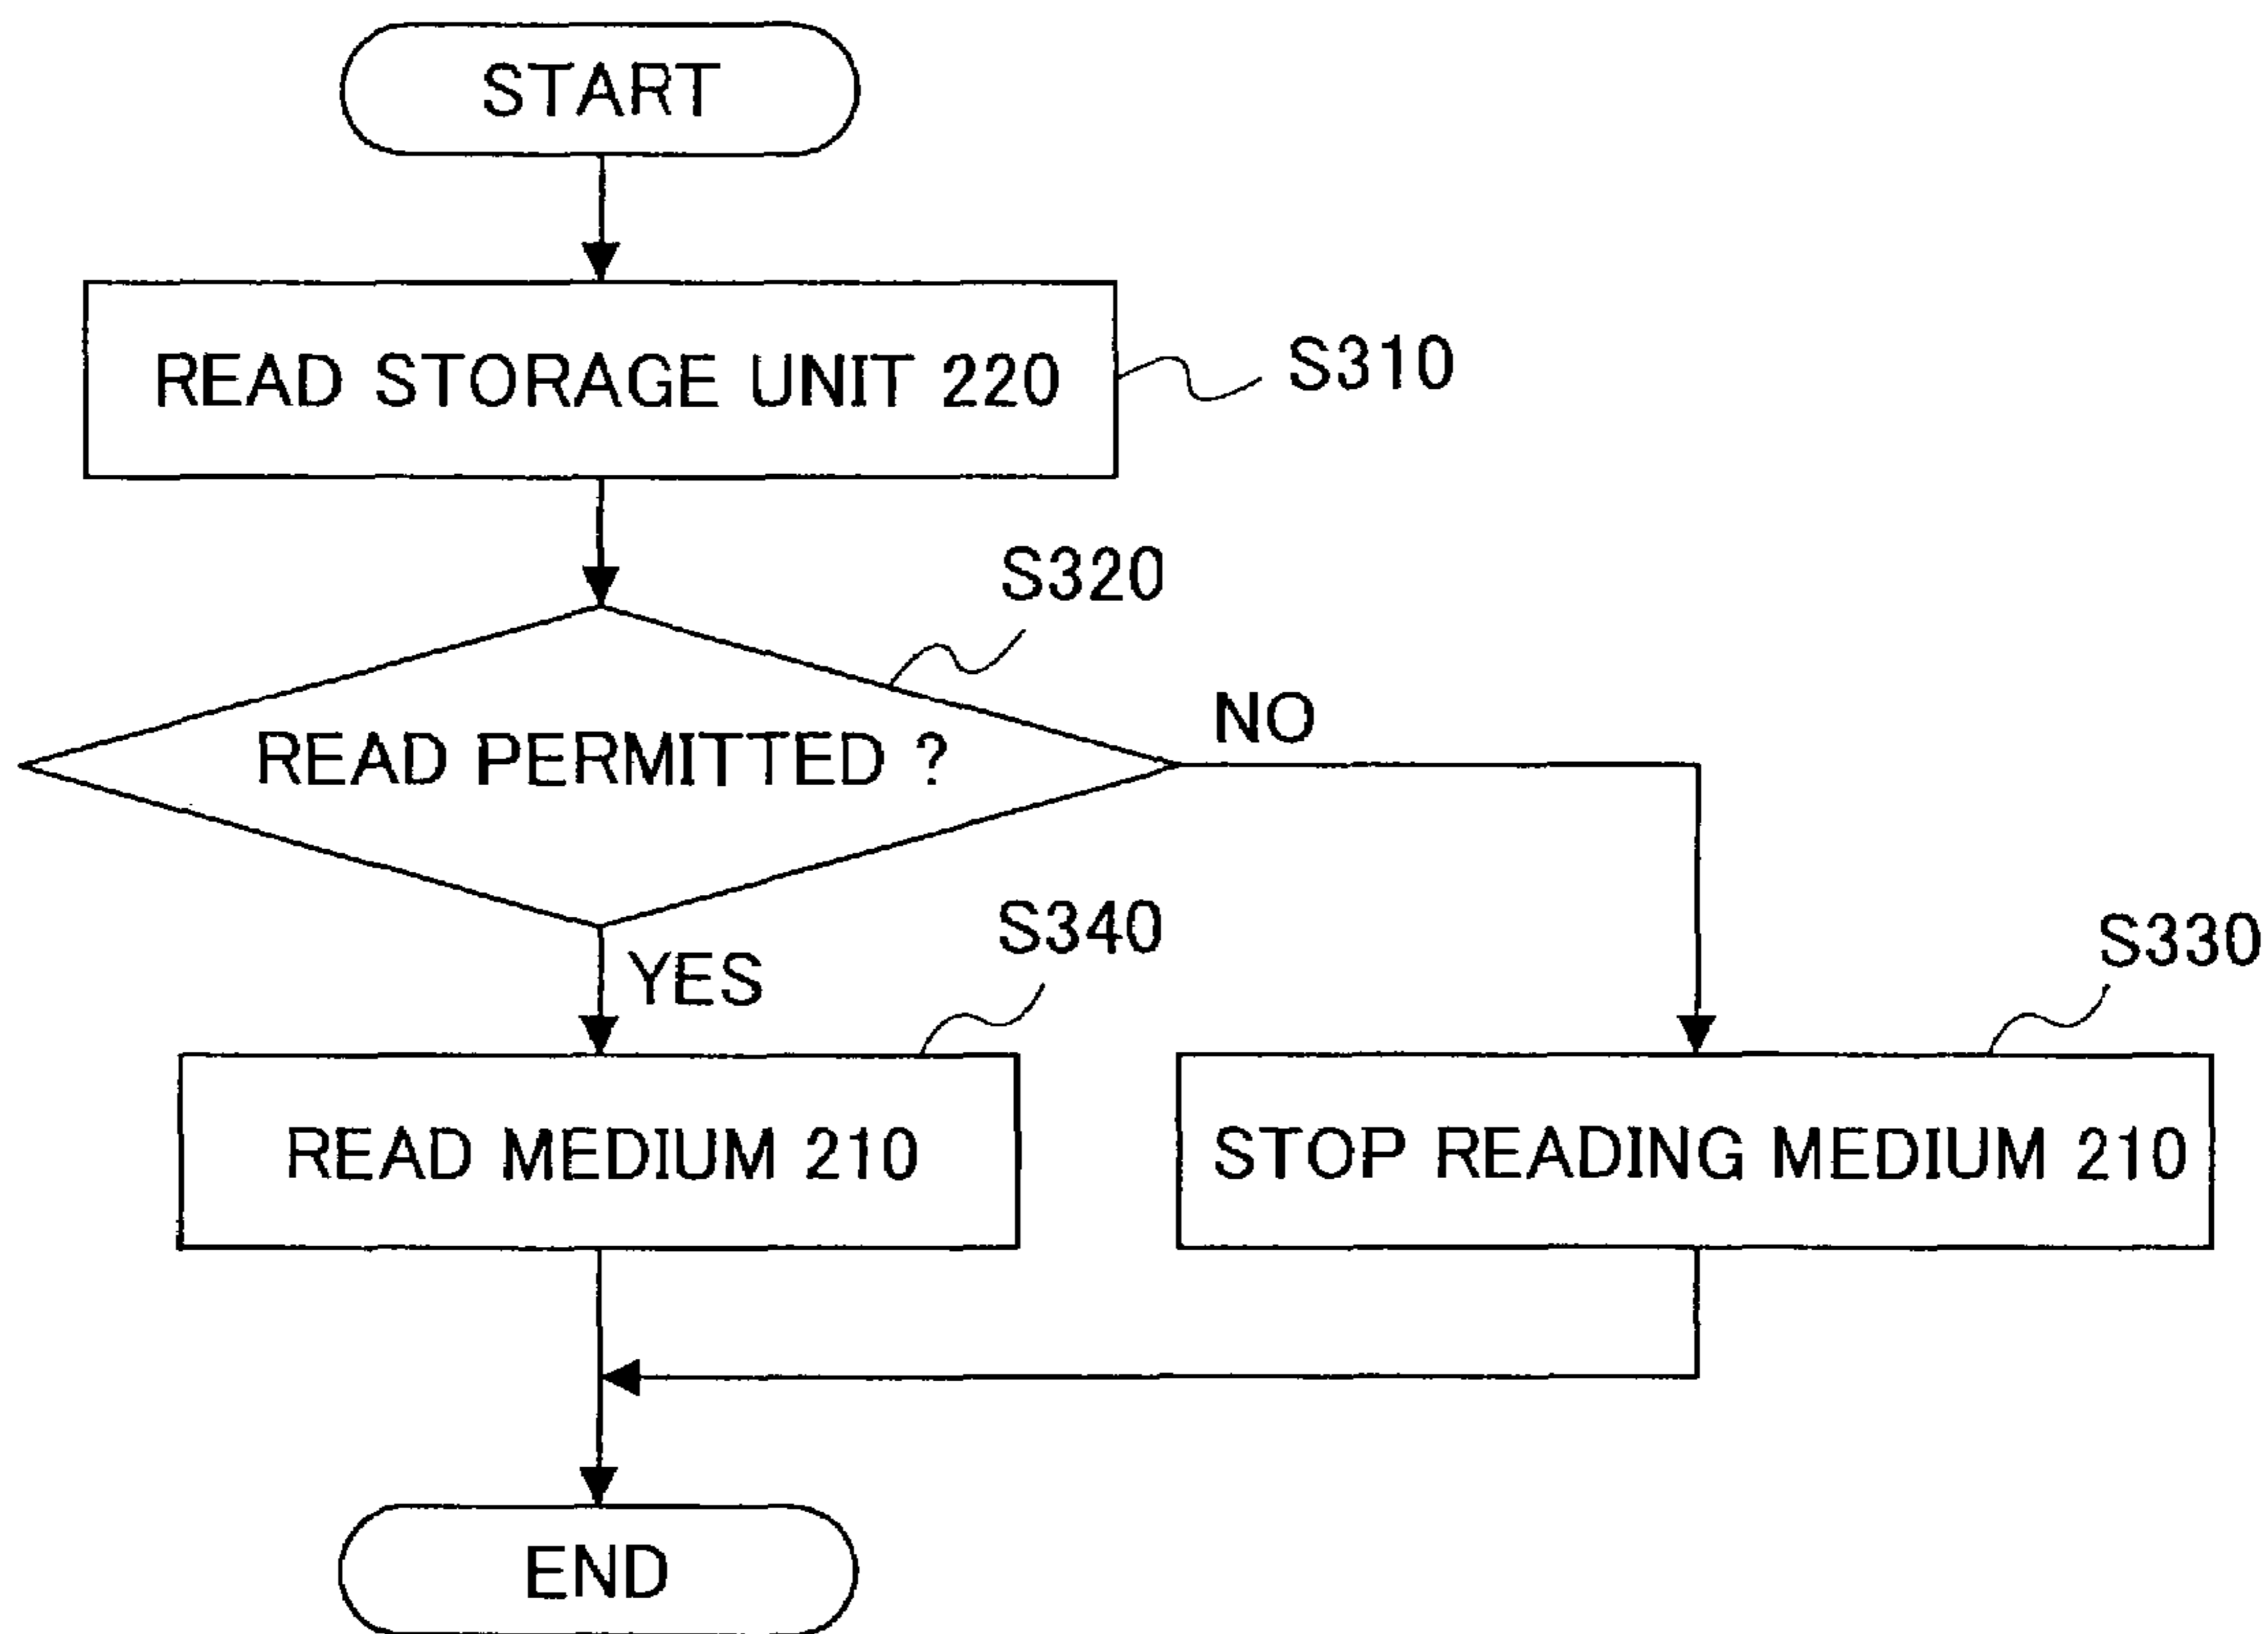 START
READ STORAGE UNIT 220
S310
S320
READ PERMITTED ?
NO
YES
S340
S330
READ MEDIUM 210
STOP READING MEDIUM 210
END